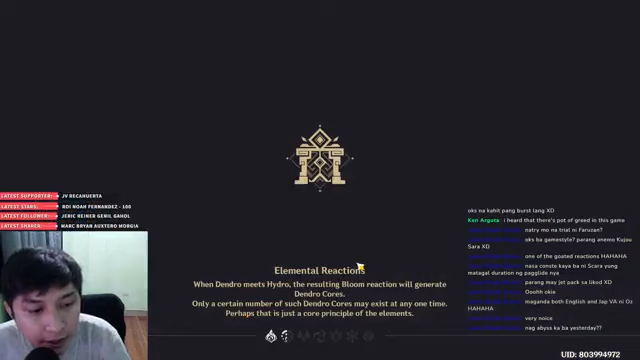 LATEST SUPPORTER: JV RECAHUERTA
LATEST STARS: RDI NOAH FERNANDEZ - 100
LATEST FOLLOWER: JERIC REINER GENIL GAHOL
LATEST SHARER: MARC BRYAN AUXTERO MORGIA
Elemental Reactions
When Dendro meets Hydro, the resulting Bloom reaction will generate
Dendro Cores.
Only a certain number of such Dendro Cores may exist at any one time.
Perhaps that is just a core principle of the elements.
oks na kahit pang burst lang XD
Ken Argota: i heard that there's pot of greed in this game
natry mo na trial ni Faruzan?
oks ba gamestyle? parang anemo Kujou
Sara XD
one of the goated reactions HAHAHA
nasa conste kaya ba ni Scara yung
matagal duration ng pagglide nya
parang may jet pack sa likod XD
Ooohh okie
maganda both English and Jap VA ni Oz
HAHAHA
very noice
nag abyss ka ba yesterday??
UID: 803994972